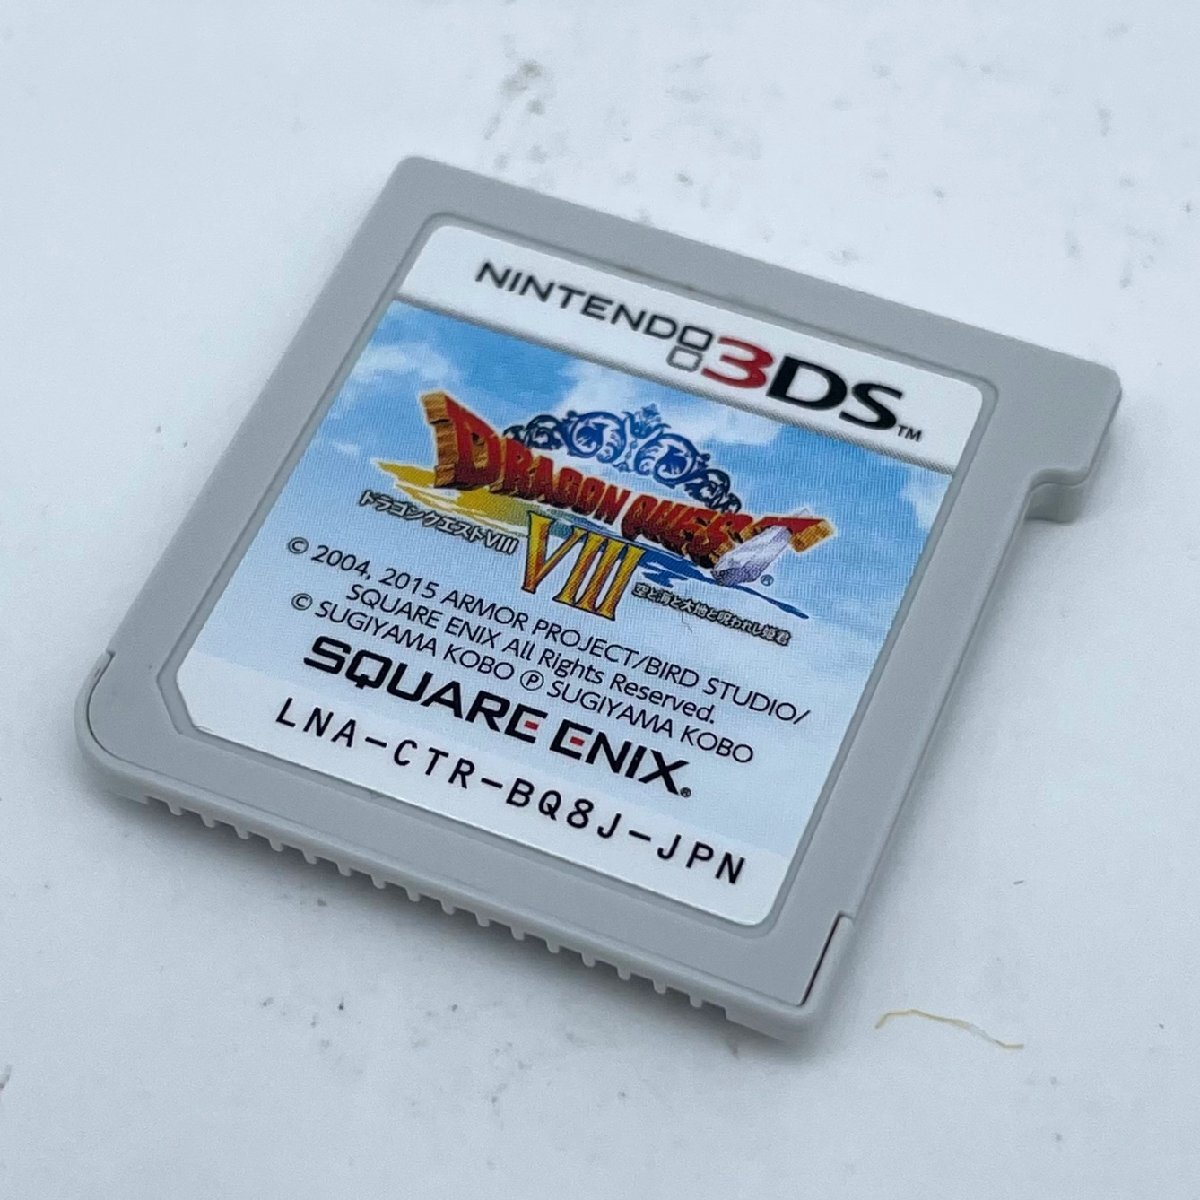 NINTENDO3DS™
DRAGON QUEST®
ドラゴンクエストVIII
VIII
空と海と大地と呪われし姫君
© 2004, 2015 ARMOR PROJECT/BIRD STUDIO/
SQUARE ENIX All Rights Reserved.
© SUGIYAMA KOBO ℗ SUGIYAMA KOBO
SQUARE ENIX®
LNA-CTR-BQ8J-JPN